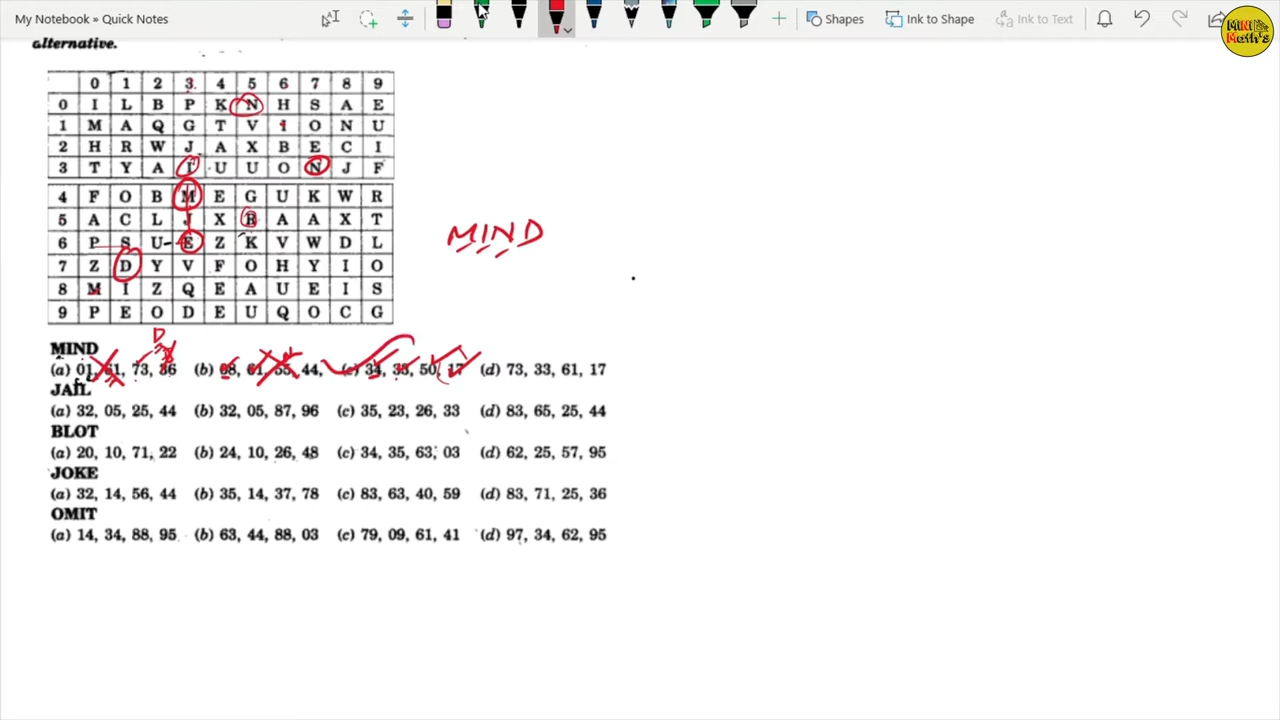 My Notebook » Quick Notes
Shapes
Ink to Shape
Ink to Text
MiNi Math's
alternative.
0 1 2 3 4 5 6 7 8 9
0 I L B P K N H S A E
1 M A Q G T V I O N U
2 H R W J A X B E C I
3 T Y A I U U O N J F
4 F O B M E G U K W R
5 A C L J X R A A X T
6 P S U E Z K V W D L
7 Z D Y V F O H Y I O
8 M I Z Q E A U E I S
9 P E O D E U Q O C G
MIND
D
MIND
(a) 01, 61, 73, 36 (b) 08, 61, 55, 44, (c) 34, 33, 50, 17 (d) 73, 33, 61, 17
JAIL
(a) 32, 05, 25, 44 (b) 32, 05, 87, 96 (c) 35, 23, 26, 33 (d) 83, 65, 25, 44
BLOT
(a) 20, 10, 71, 22 (b) 24, 10, 26, 48 (c) 34, 35, 63, 03 (d) 62, 25, 57, 95
JOKE
(a) 32, 14, 56, 44 (b) 35, 14, 37, 78 (c) 83, 63, 40, 59 (d) 83, 71, 25, 36
OMIT
(a) 14, 34, 88, 95 (b) 63, 44, 88, 03 (c) 79, 09, 61, 41 (d) 97, 34, 62, 95